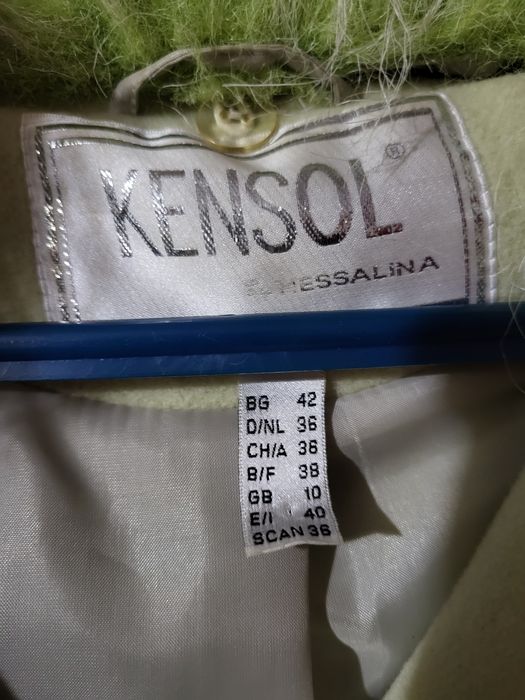 KENSOL®
MESSALiNA
BG 42
D/NL 36
CH/A 36
B/F 38
GB 10
E/I 40
SCAN 36